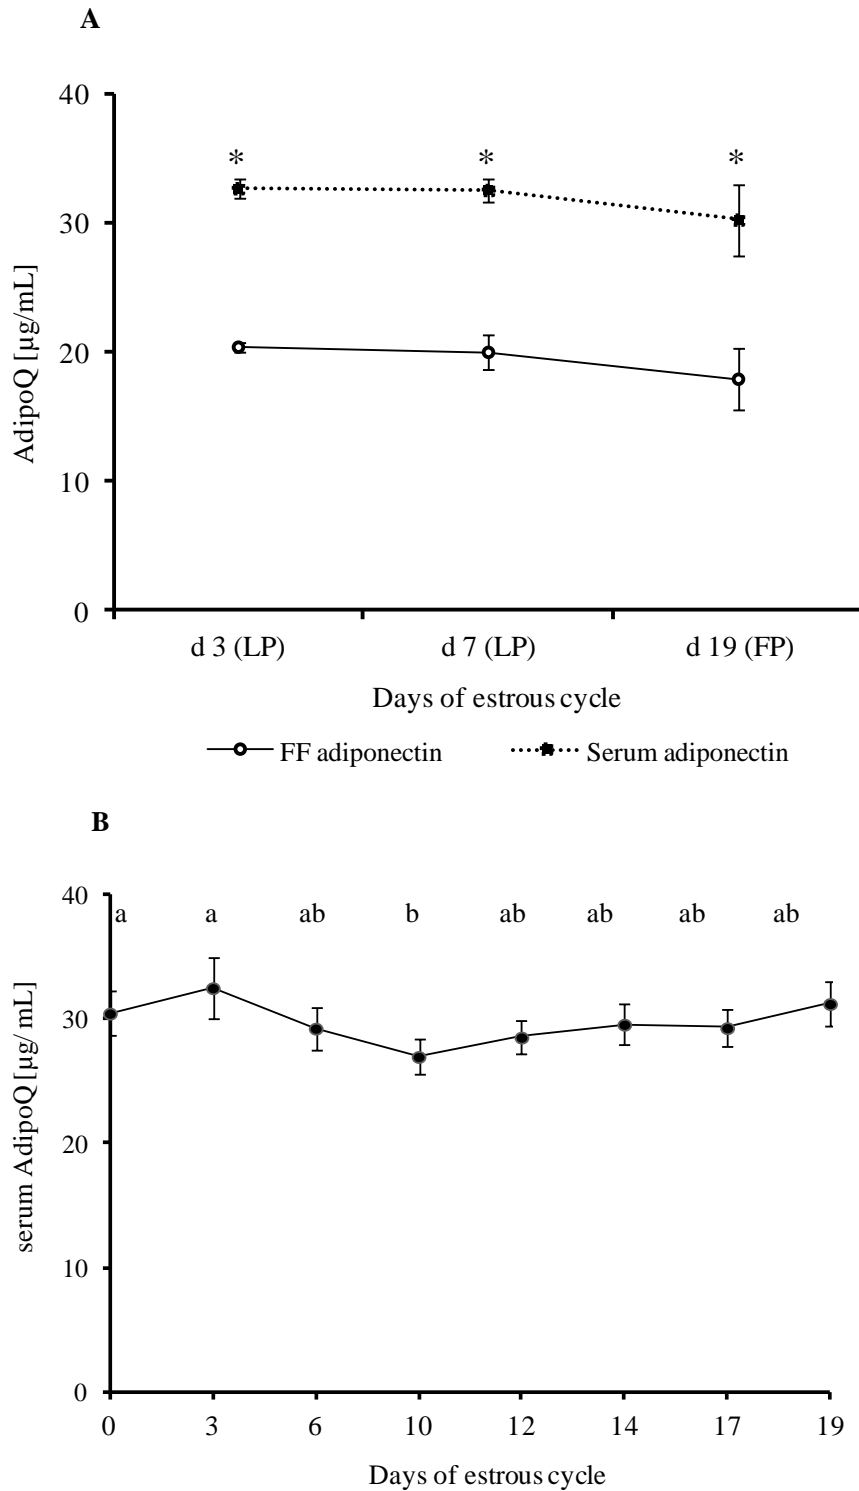 A
40
30
20
10
0
AdipoQ [µg/mL]
* * *
d 3 (LP) d 7 (LP) d 19 (FP)
Days of estrous cycle
FF adiponectin Serum adiponectin
B
40
30
20
10
0
serum AdipoQ [µg/ mL]
a a ab b ab ab ab ab
0 3 6 10 12 14 17 19
Days of estrous cycle